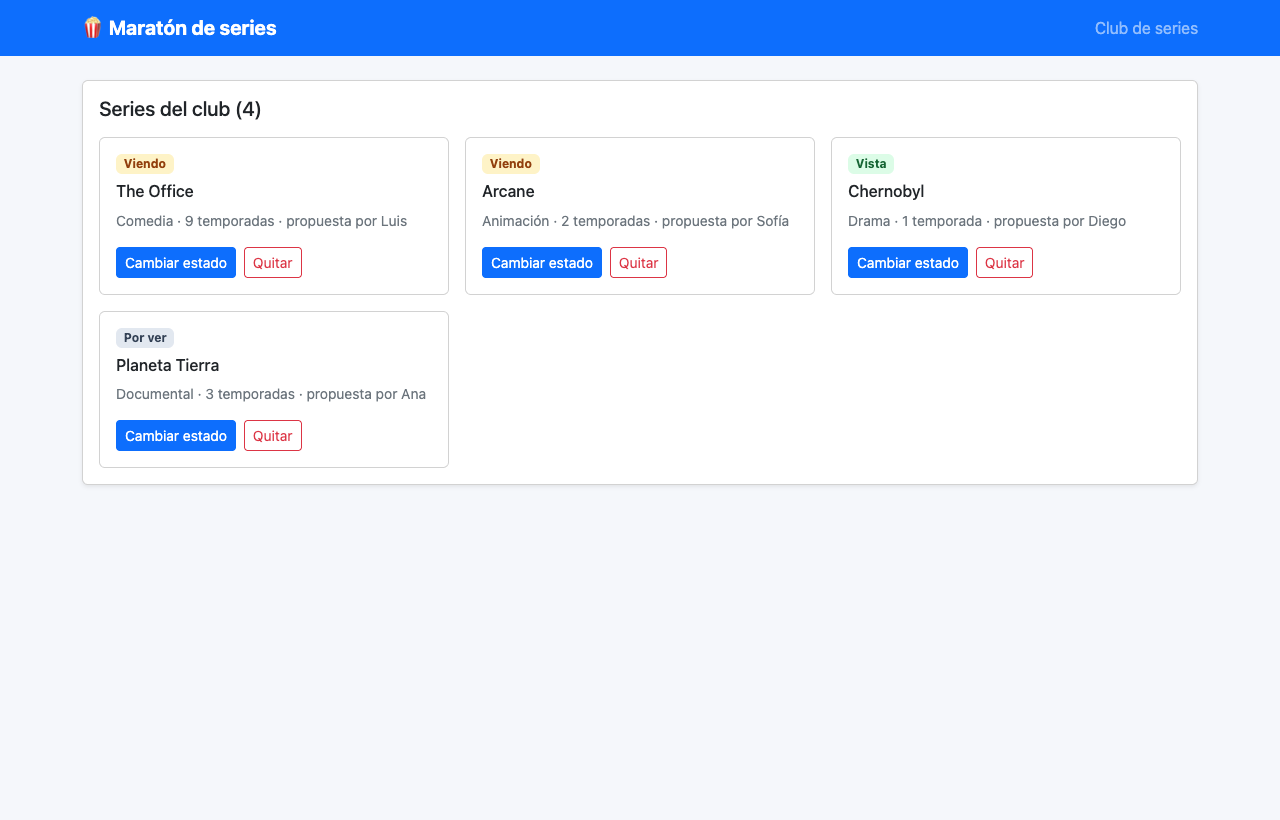 🍿 Maratón de series
Club de series
Series del club (4)
Viendo
The Office
Comedia · 9 temporadas · propuesta por Luis
Cambiar estado
Quitar
Viendo
Arcane
Animación · 2 temporadas · propuesta por Sofía
Cambiar estado
Quitar
Vista
Chernobyl
Drama · 1 temporada · propuesta por Diego
Cambiar estado
Quitar
Por ver
Planeta Tierra
Documental · 3 temporadas · propuesta por Ana
Cambiar estado
Quitar